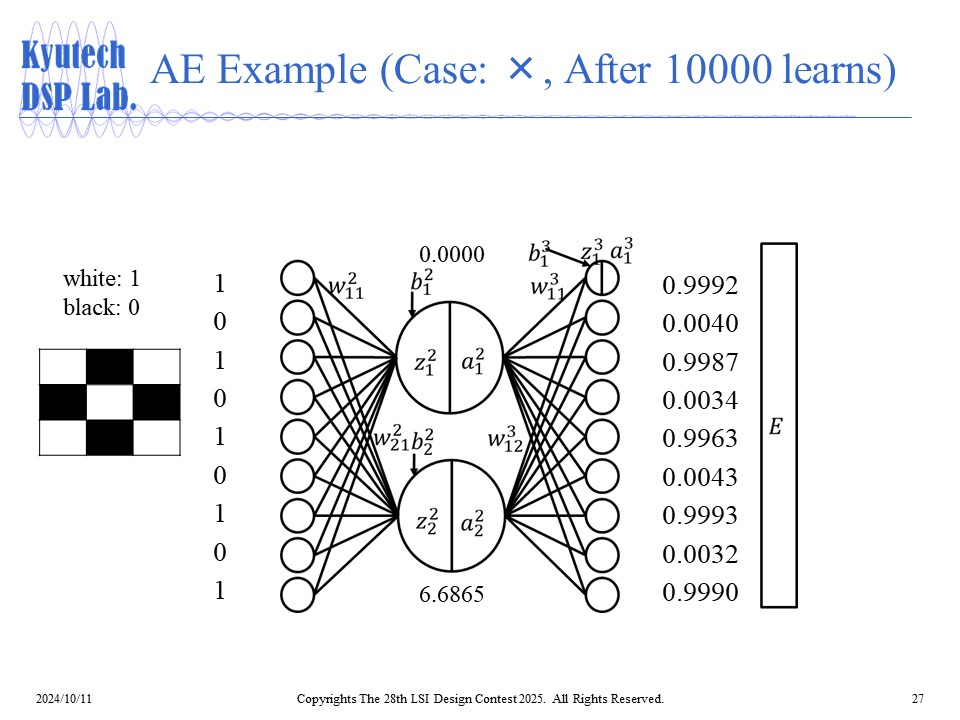 Kyutech
DSP Lab.
AE Example (Case: ×, After 10000 learns)
white: 1
black: 0
1
0
1
0
1
0
1
0
1
0.0000
6.6865
w²₁₁
b²₁
z²₁ a²₁
w²₂₁
b²₂
z²₂ a²₂
b³₁
z³₁ a³₁
w³₁₁
w³₁₂
0.9992
0.0040
0.9987
0.0034
0.9963
0.0043
0.9993
0.0032
0.9990
E
2024/10/11
Copyrights The 28th LSI Design Contest 2025. All Rights Reserved.
27